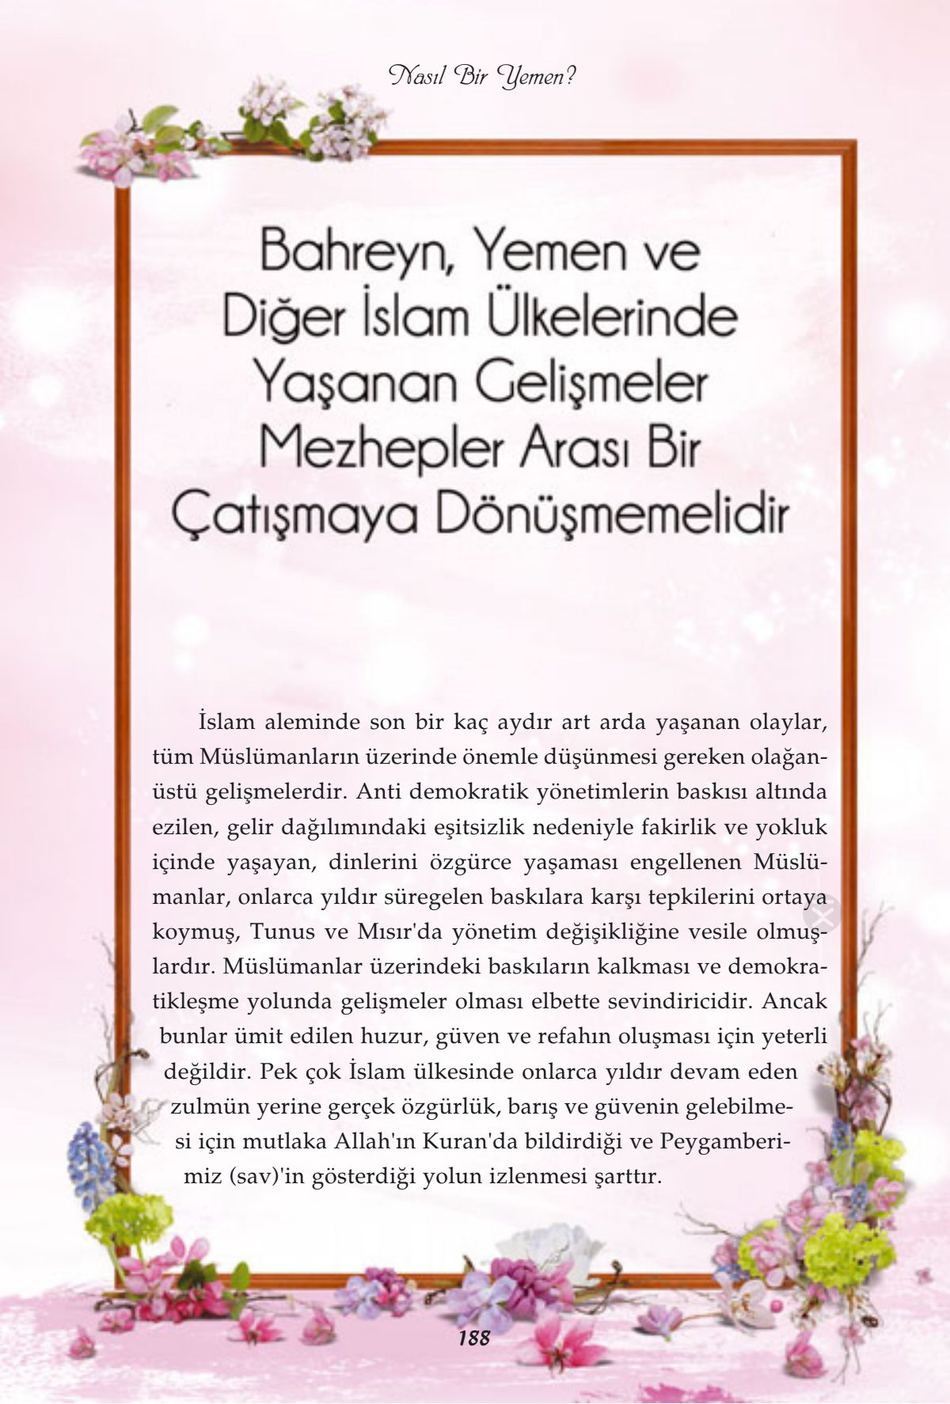 Nasıl Bir Yemen?
Bahreyn, Yemen ve
Diğer İslam Ülkelerinde
Yaşanan Gelişmeler
Mezhepler Arası Bir
Çatışmaya Dönüşmemelidir
İslam aleminde son bir kaç aydır art arda yaşanan olaylar,
tüm Müslümanların üzerinde önemle düşünmesi gereken olağan-
üstü gelişmelerdir. Anti demokratik yönetimlerin baskısı altında
ezilen, gelir dağılımındaki eşitsizlik nedeniyle fakirlik ve yokluk
içinde yaşayan, dinlerini özgürce yaşaması engellenen Müslü-
manlar, onlarca yıldır süregelen baskılara karşı tepkilerini ortaya
koymuş, Tunus ve Mısır'da yönetim değişikliğine vesile olmuş-
lardır. Müslümanlar üzerindeki baskıların kalkması ve demokra-
tikleşme yolunda gelişmeler olması elbette sevindiricidir. Ancak
bunlar ümit edilen huzur, güven ve refahın oluşması için yeterli
değildir. Pek çok İslam ülkesinde onlarca yıldır devam eden
zulmün yerine gerçek özgürlük, barış ve güvenin gelebilme-
si için mutlaka Allah'ın Kuran'da bildirdiği ve Peygamberi-
miz (sav)'in gösterdiği yolun izlenmesi şarttır.
188